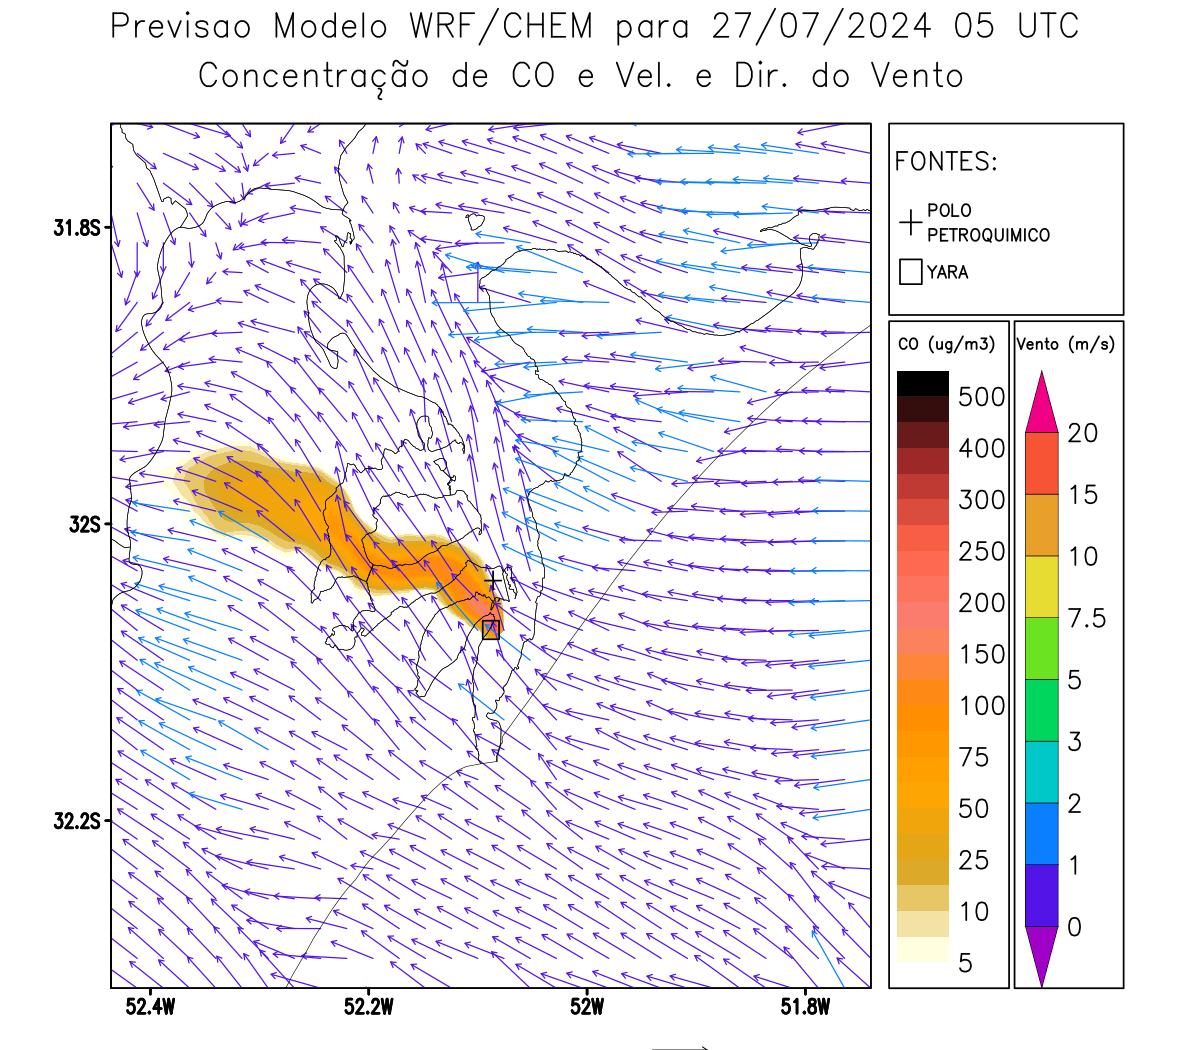 Previsao Modelo WRF/CHEM para 27/07/2024 05 UTC
Concentração de CO e Vel. e Dir. do Vento
FONTES:
POLO
PETROQUIMICO
YARA
CO (ug/m3)
500
400
300
250
200
150
100
75
50
25
10
5
Vento (m/s)
20
15
10
7.5
5
3
2
1
0
31.8S
32S
32.2S
52.4W
52.2W
52W
51.8W